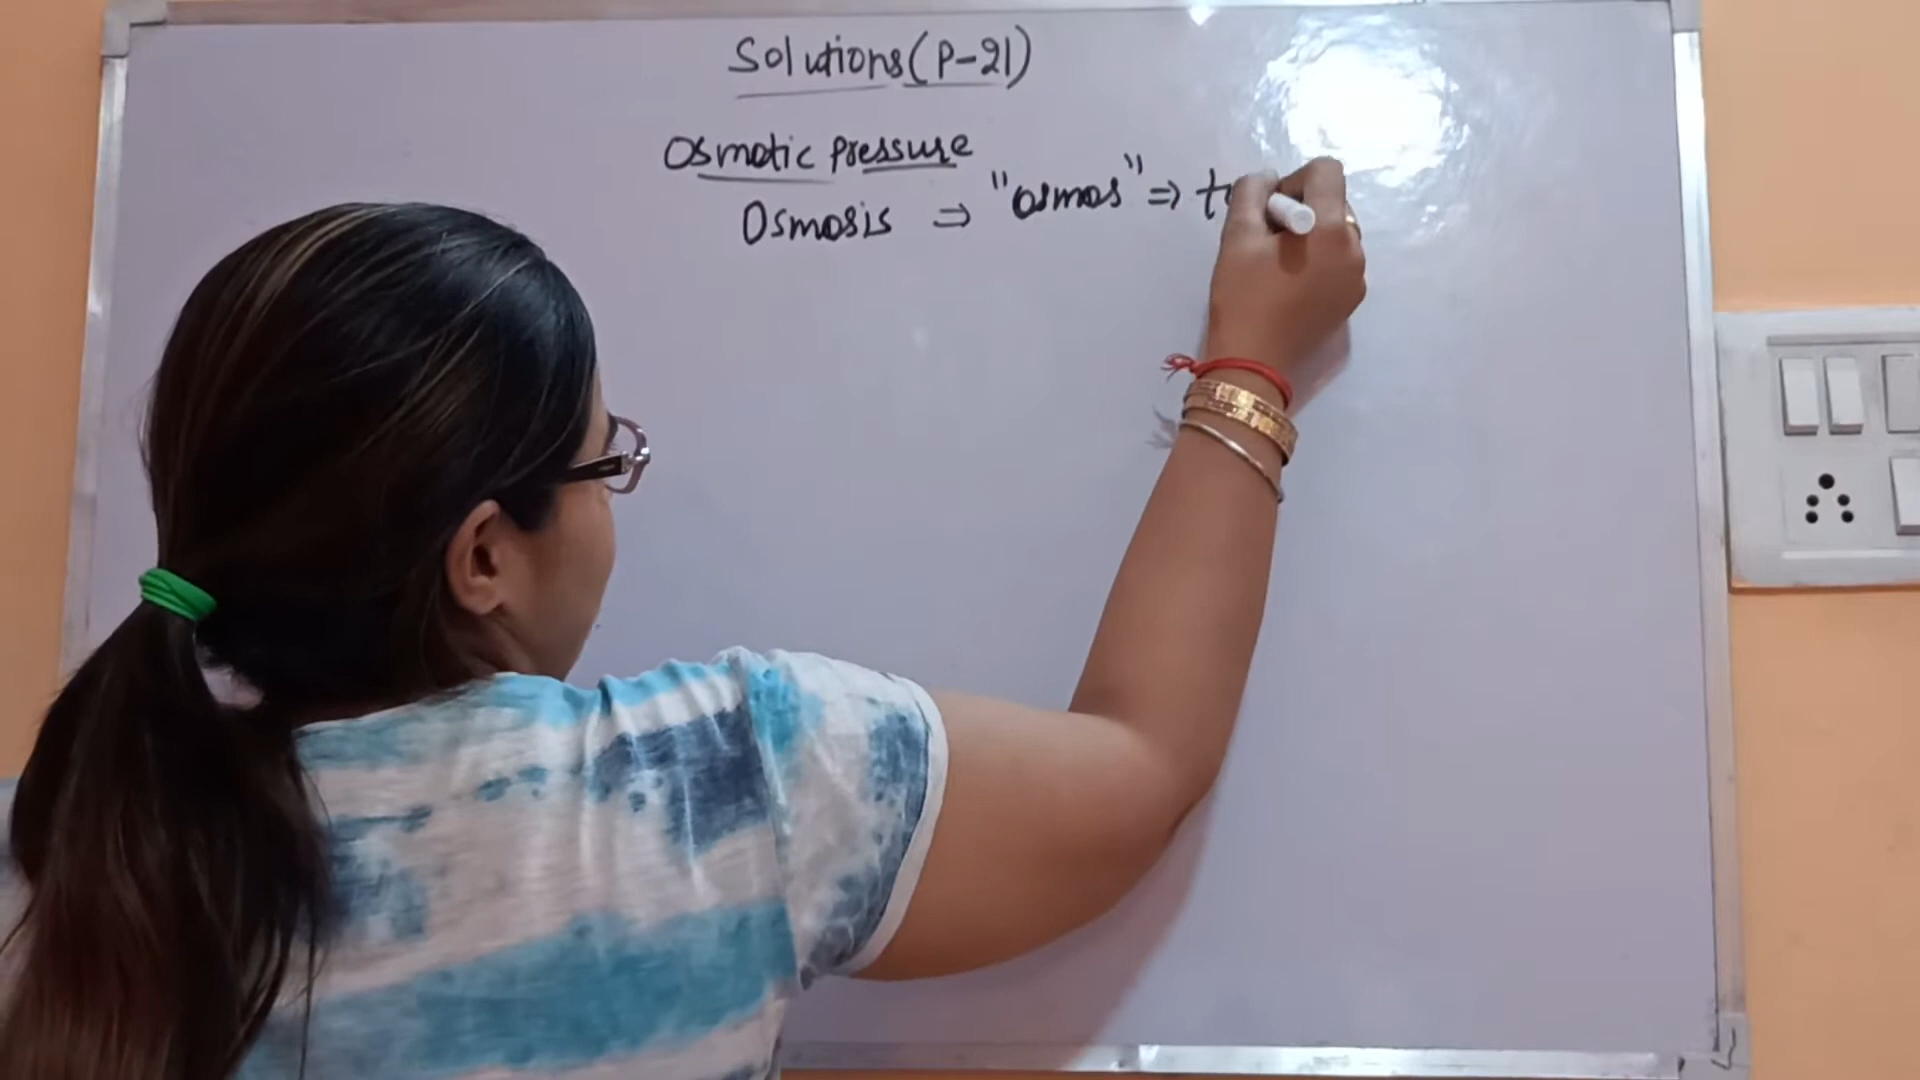 Solutions (P-21)
Osmotic pressure
Osmosis ⇒ "osmos" ⇒